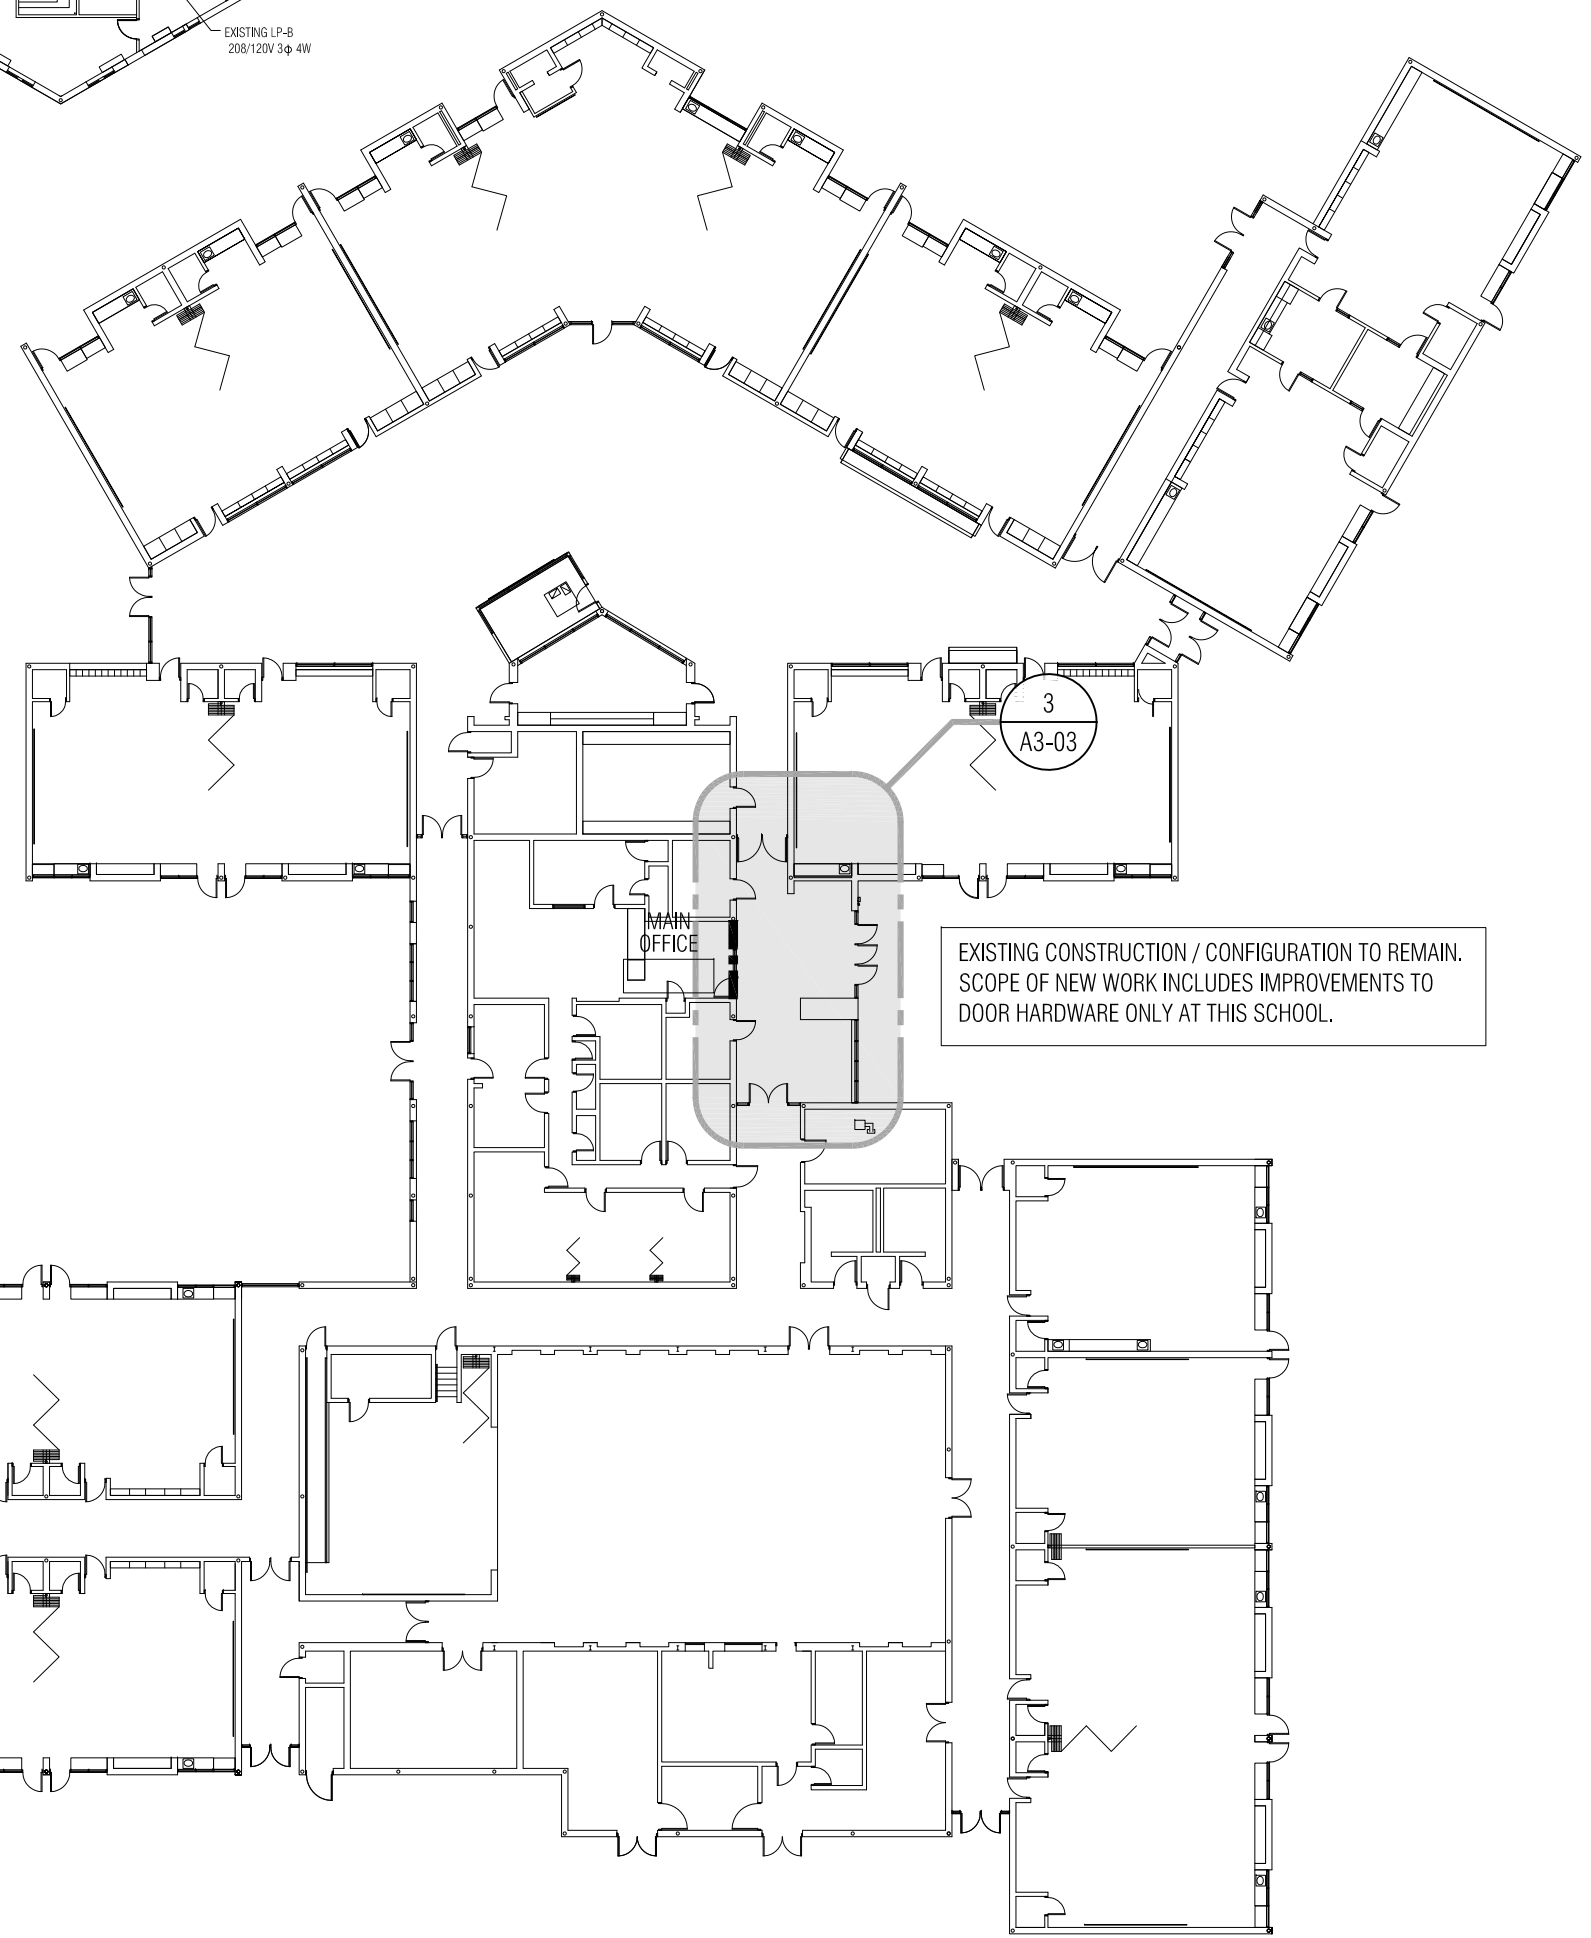 EXISTING LP-B
208/120V 3ϕ 4W
3
A3-03
MAIN
OFFICE
EXISTING CONSTRUCTION / CONFIGURATION TO REMAIN.
SCOPE OF NEW WORK INCLUDES IMPROVEMENTS TO
DOOR HARDWARE ONLY AT THIS SCHOOL.